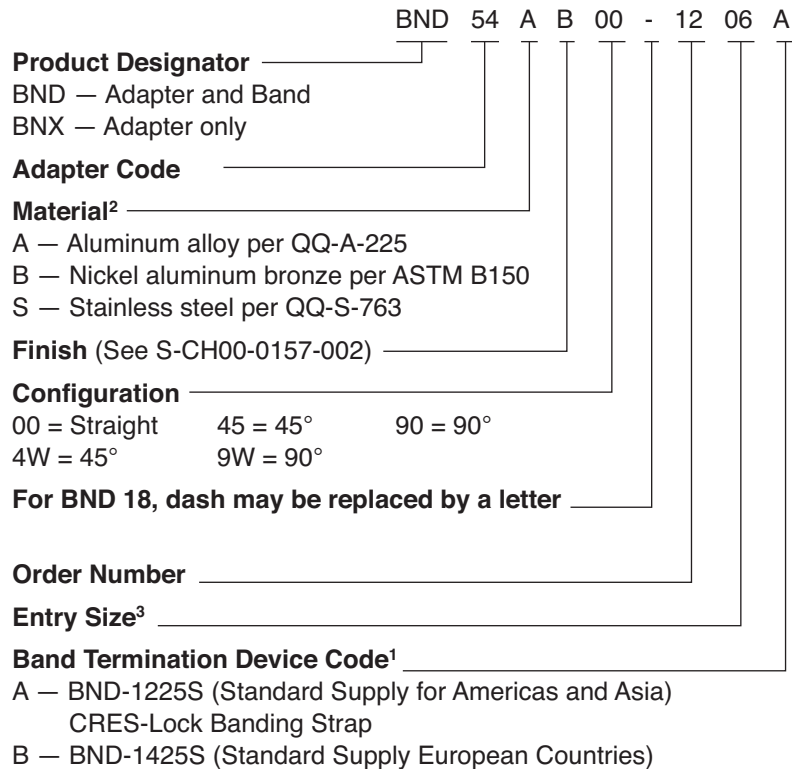 BND 54 A B 00 - 12 06 A
Product Designator
BND — Adapter and Band
BNX — Adapter only
Adapter Code
Material²
A — Aluminum alloy per QQ-A-225
B — Nickel aluminum bronze per ASTM B150
S — Stainless steel per QQ-S-763
Finish (See S-CH00-0157-002)
Configuration
00 = Straight 45 = 45° 90 = 90°
4W = 45° 9W = 90°
For BND 18, dash may be replaced by a letter
Order Number
Entry Size³
Band Termination Device Code¹
A — BND-1225S (Standard Supply for Americas and Asia)
CRES-Lock Banding Strap
B — BND-1425S (Standard Supply European Countries)